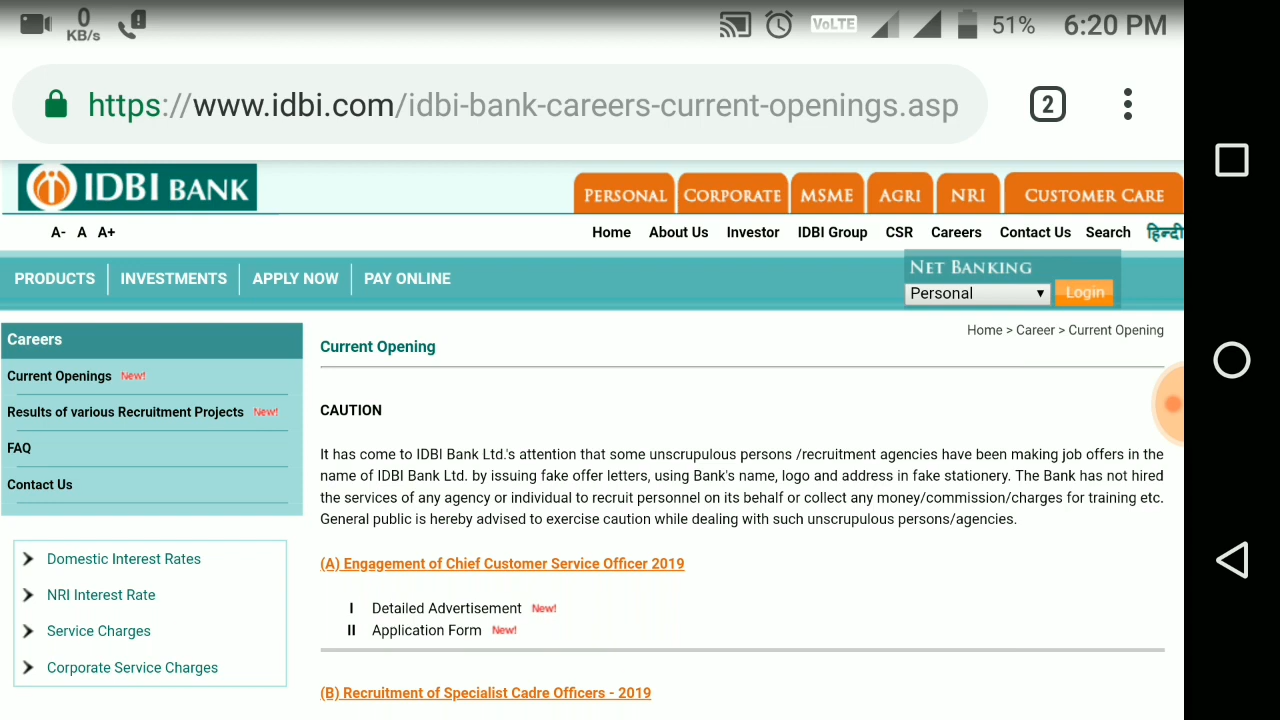 0
KB/s
VoLTE
51%
6:20 PM
https://www.idbi.com/idbi-bank-careers-current-openings.asp
2
IDBI BANK
PERSONAL CORPORATE MSME AGRI NRI CUSTOMER CARE
A- A A+
Home About Us Investor IDBI Group CSR Careers Contact Us Search हिन्दी
PRODUCTS INVESTMENTS APPLY NOW PAY ONLINE
NET BANKING
Personal Login
Careers
Current Openings New!
Results of various Recruitment Projects New!
FAQ
Contact Us
Domestic Interest Rates
NRI Interest Rate
Service Charges
Corporate Service Charges
Home > Career > Current Opening
Current Opening
CAUTION
It has come to IDBI Bank Ltd.'s attention that some unscrupulous persons /recruitment agencies have been making job offers in the
name of IDBI Bank Ltd. by issuing fake offer letters, using Bank's name, logo and address in fake stationery. The Bank has not hired
the services of any agency or individual to recruit personnel on its behalf or collect any money/commission/charges for training etc.
General public is hereby advised to exercise caution while dealing with such unscrupulous persons/agencies.
(A) Engagement of Chief Customer Service Officer 2019
I Detailed Advertisement New!
II Application Form New!
(B) Recruitment of Specialist Cadre Officers - 2019